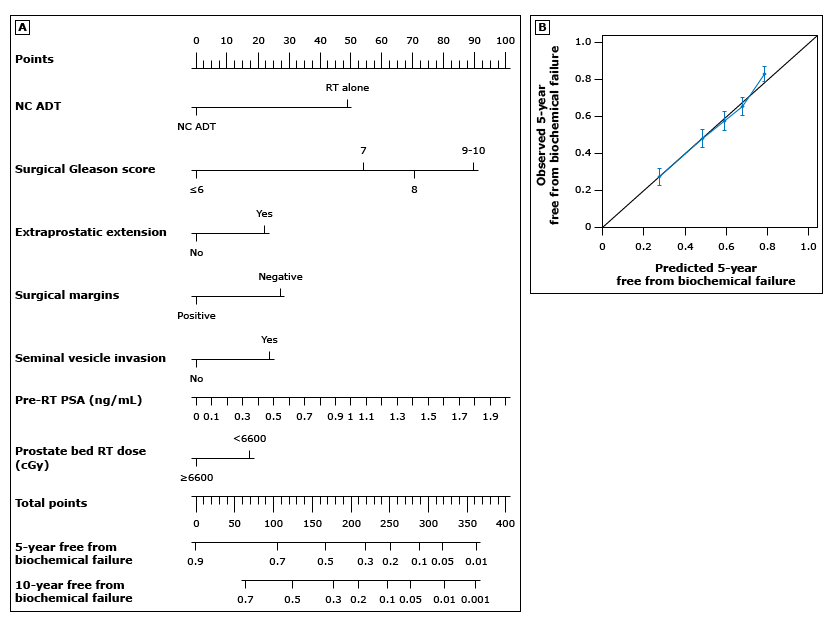 A
0 10 20 30 40 50 60 70 80 90 100
Points
RT alone
NC ADT
NC ADT
7 9-10
Surgical Gleason score
≤6 8
Yes
Extraprostatic extension
No
Negative
Surgical margins
Positive
Yes
Seminal vesicle invasion
No
Pre-RT PSA (ng/mL)
0 0.1 0.3 0.5 0.7 0.9 1 1.1 1.3 1.5 1.7 1.9
<6600
Prostate bed RT dose
(cGy)
≥6600
Total points
0 50 100 150 200 250 300 350 400
5-year free from
biochemical failure
0.9 0.7 0.5 0.3 0.2 0.1 0.05 0.01
10-year free from
biochemical failure
0.7 0.5 0.3 0.2 0.1 0.05 0.01 0.001
B
Observed 5-year
free from biochemical failure
1.0
0.8
0.6
0.4
0.2
0
0 0.2 0.4 0.6 0.8 1.0
Predicted 5-year
free from biochemical failure